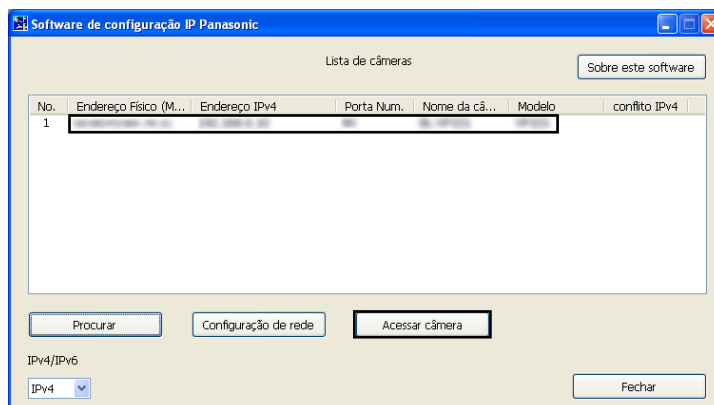 Software de configuração IP Panasonic
Lista de câmeras
Sobre este software
No. Endereço Físico (M... Endereço IPv4 Porta Num. Nome da câ... Modelo conflito IPv4
1
Procurar Configuração de rede Acessar câmera
IPv4/IPv6
IPv4 Fechar